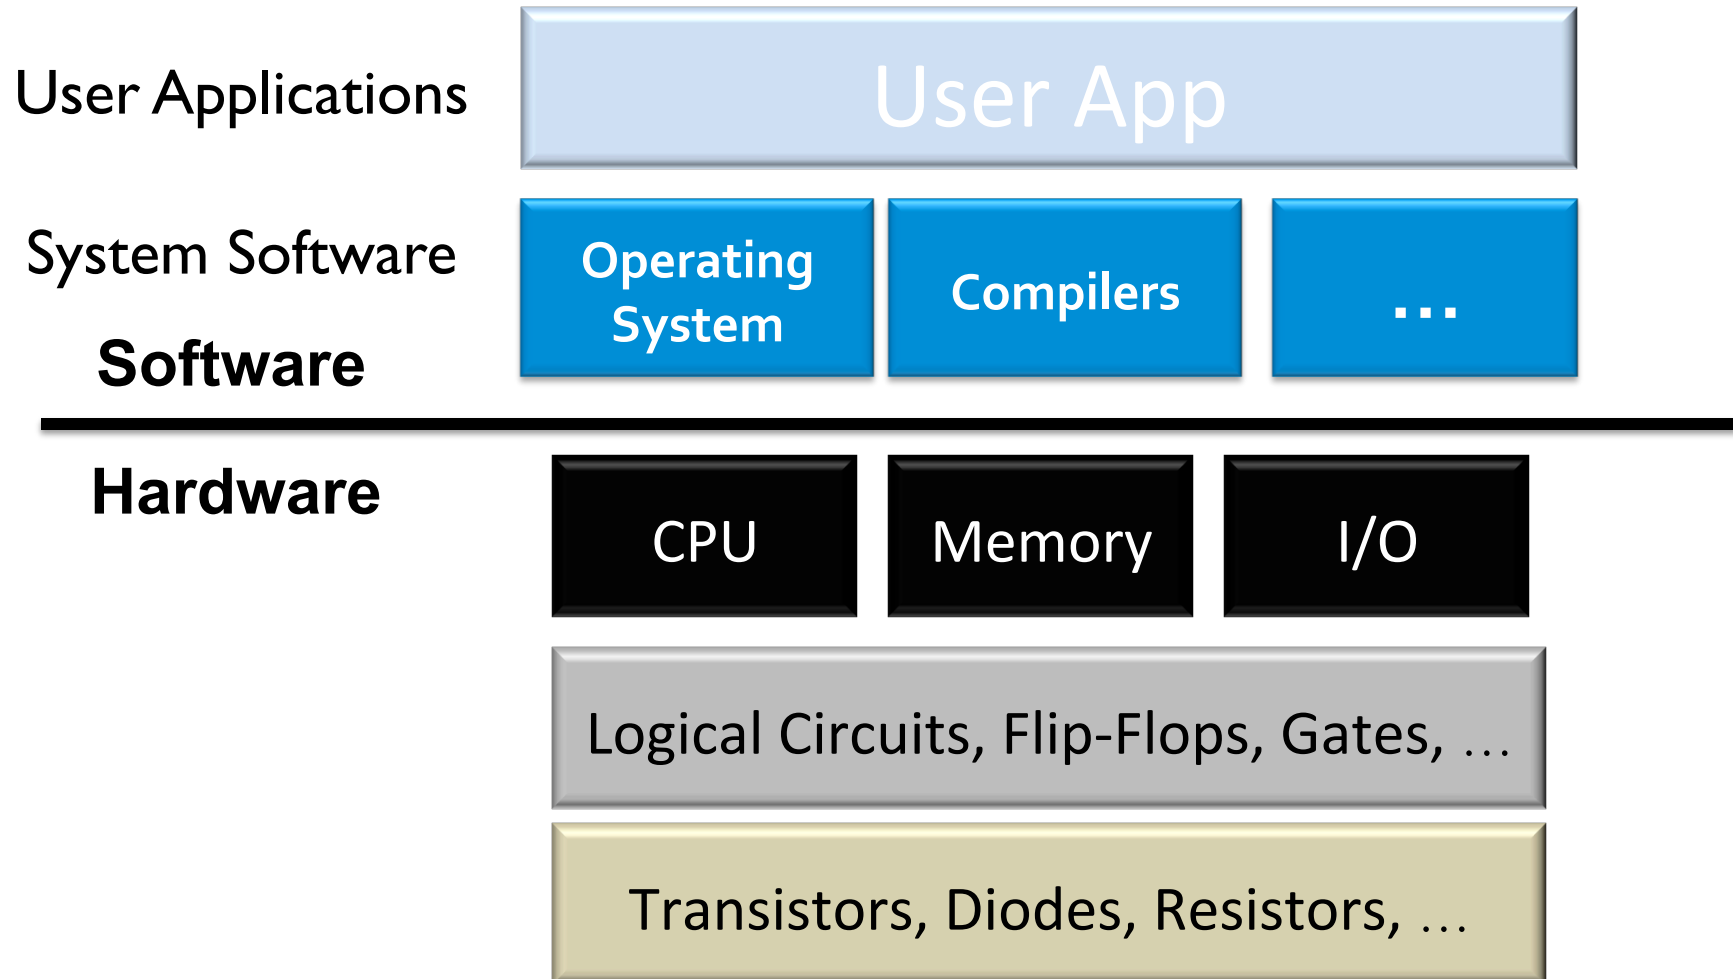 User Applications
User App
System Software
Operating
System
Compilers
...
Software
Hardware
CPU
Memory
I/O
Logical Circuits, Flip-Flops, Gates, ...
Transistors, Diodes, Resistors, ...